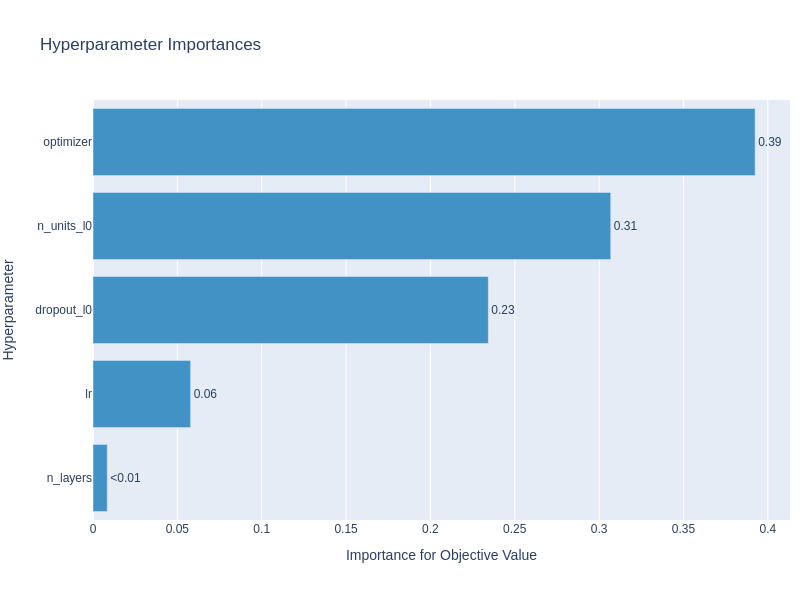 Hyperparameter Importances
Hyperparameter
optimizer
0.39
n_units_l0
0.31
dropout_l0
0.23
lr
0.06
n_layers
<0.01
0 0.05 0.1 0.15 0.2 0.25 0.3 0.35 0.4
Importance for Objective Value